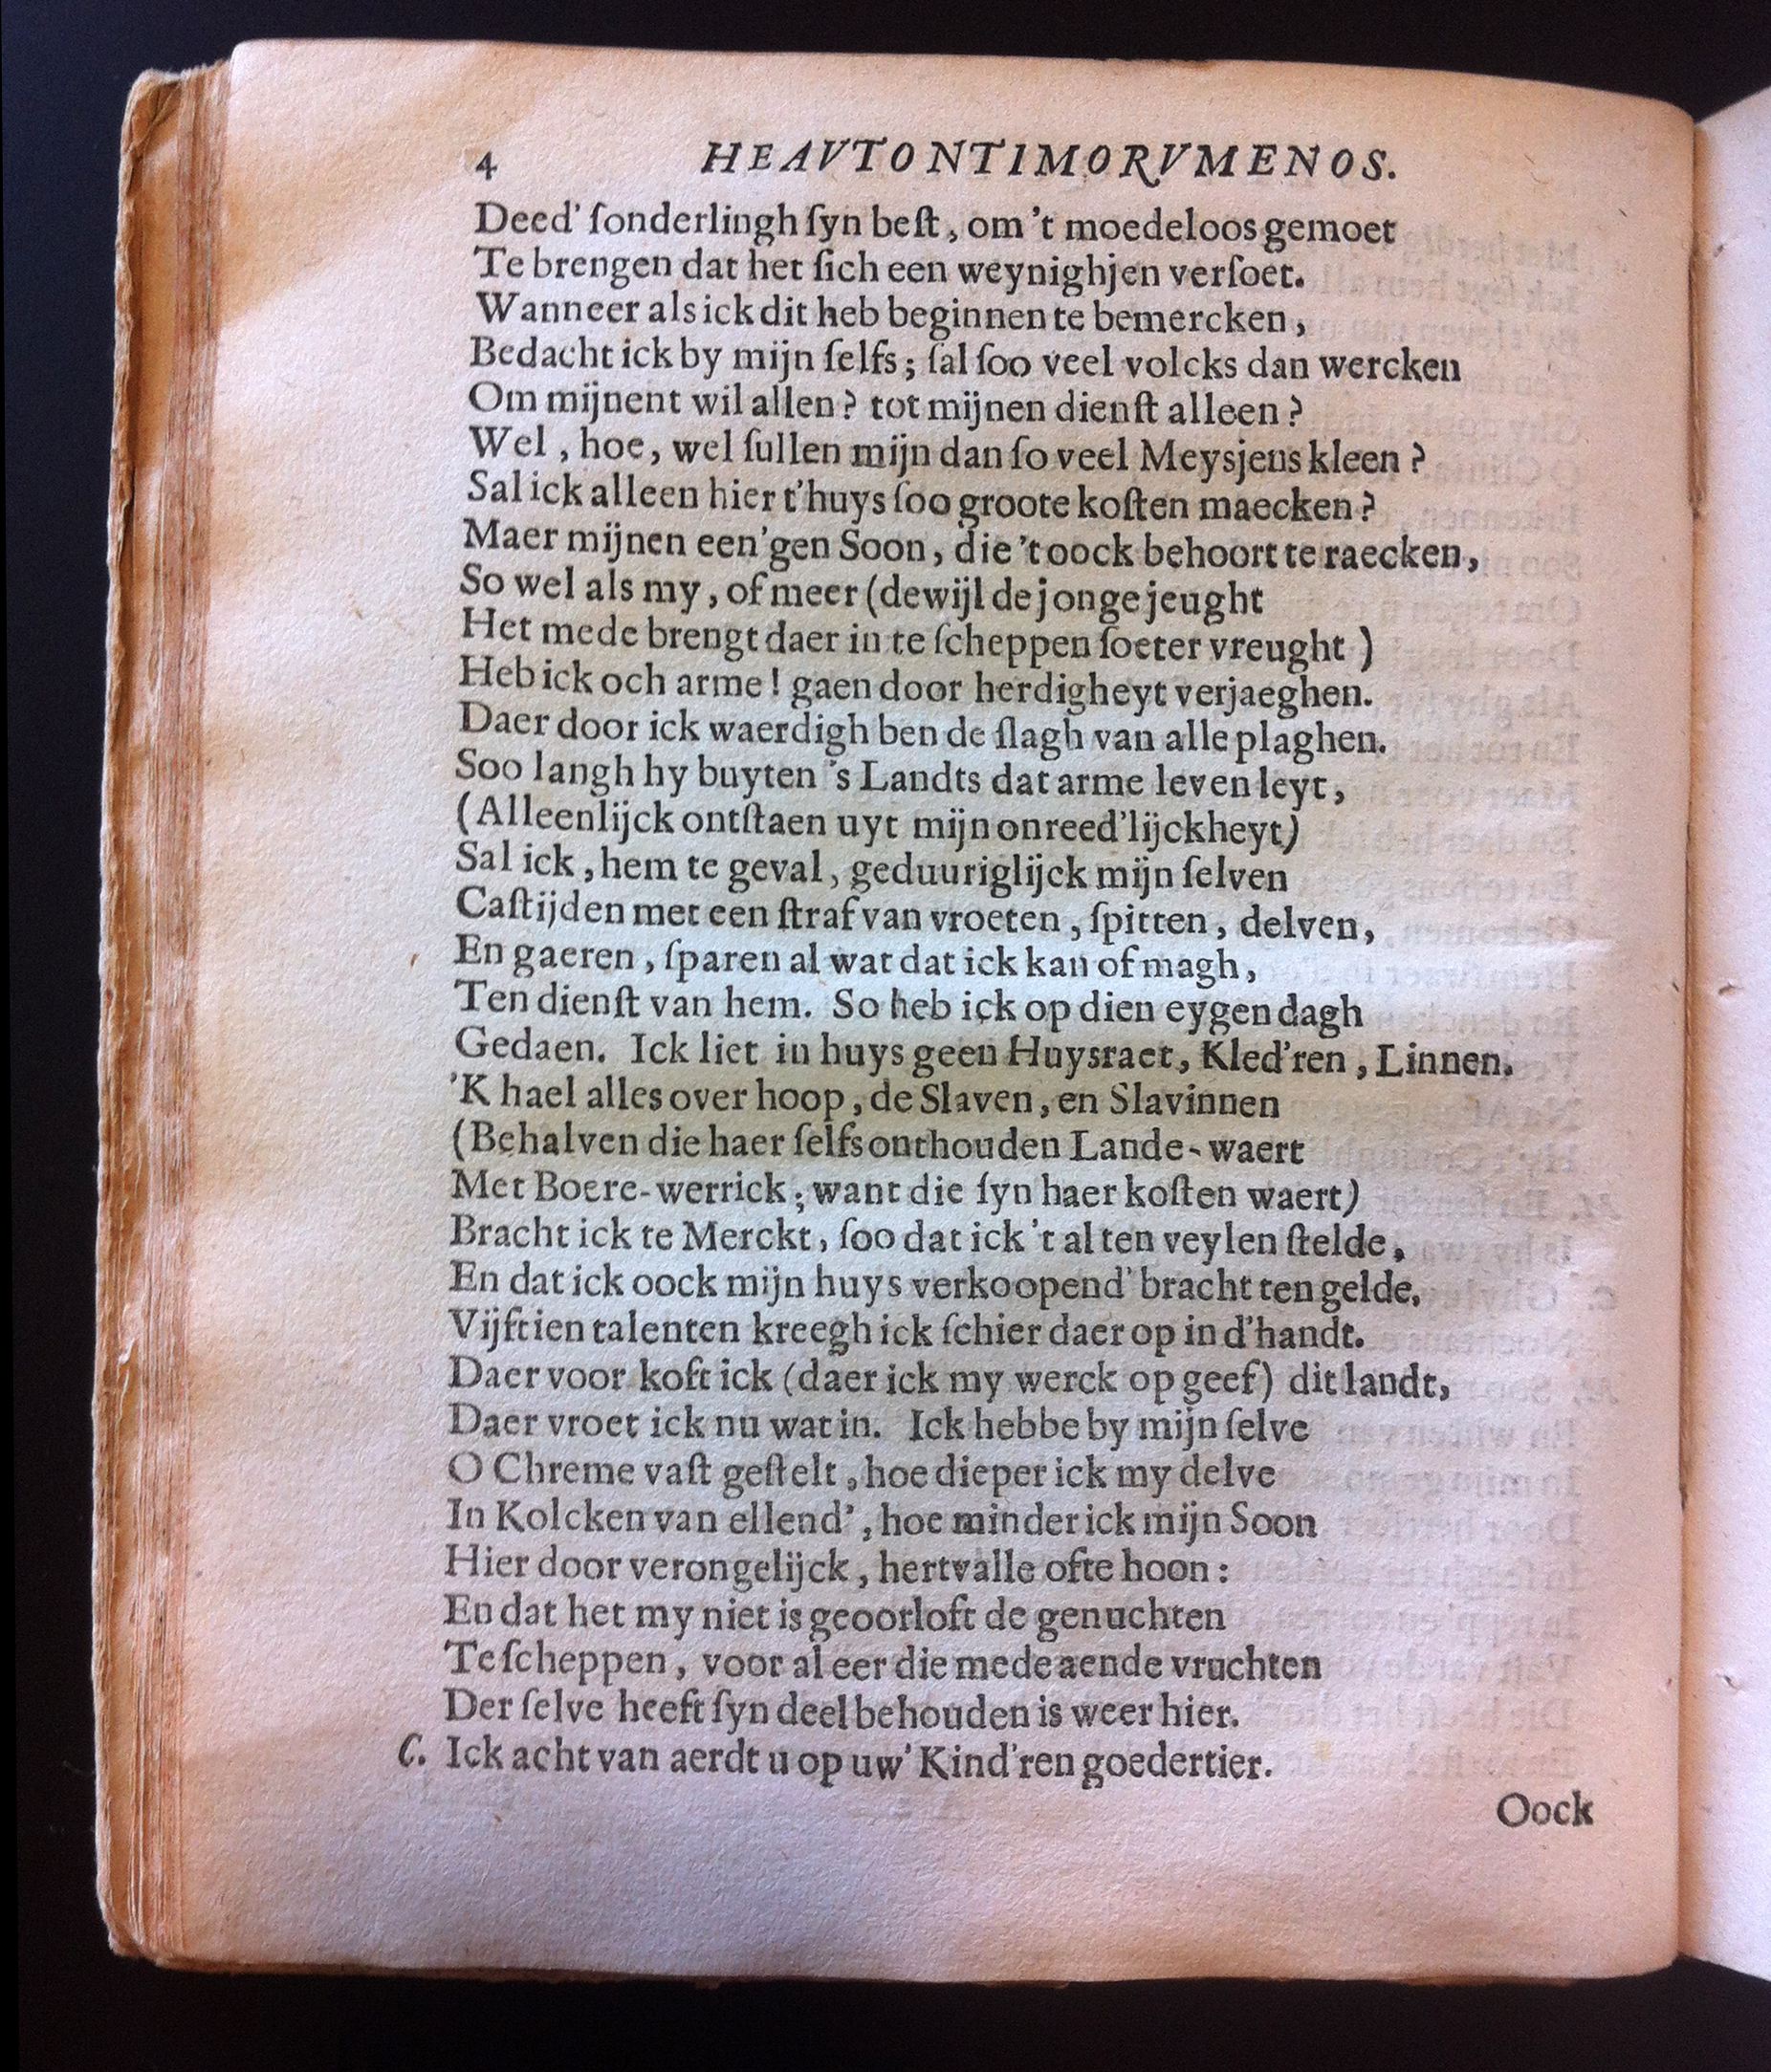 4 HEAVTONTIMORVMENOS.
Deed' ſonderlingh ſyn beſt, om 't moedeloos gemoet
Te brengen dat het ſich een weynighjen verſoet.
Wanneer als ick dit heb beginnen te bemercken,
Bedacht ick by mijn ſelfs; ſal ſoo veel volcks dan wercken
Om mijnent wil allen? tot mijnen dienſt alleen?
Wel, hoe, wel ſullen mijn dan ſo veel Meysjens kleen?
Sal ick alleen hier t'huys ſoo groote koſten maecken?
Maer mijnen een'gen Soon, die 't oock behoort te raecken,
So wel als my, of meer (dewijl de jonge jeught
Het mede brengt daer in te ſcheppen ſoeter vreught)
Heb ick och arme! gaen door herdigheyt verjaeghen.
Daer door ick waerdigh ben de ſlagh van alle plaghen.
Soo langh hy buyten 's Landts dat arme leven leyt,
(Alleenlijck ontſtaen uyt mijn onreed'lijckheyt)
Sal ick, hem te geval, geduuriglijck mijn ſelven
Caſtijden met een ſtraf van vroeten, ſpitten, delven,
En gaeren, ſparen al wat dat ick kan of magh,
Ten dienſt van hem. So heb ick op dien eygen dagh
Gedaen. Ick liet in huys geen Huysraet, Kled'ren, Linnen.
'K hael alles over hoop, de Slaven, en Slavinnen
(Behalven die haer ſelfs onthouden Lande-waert
Met Boere-werrick; want die ſyn haer koſten waert)
Bracht ick te Merckt, ſoo dat ick 't al ten veylen ſtelde,
En dat ick oock mijn huys verkoopend' bracht ten gelde,
Vijftien talenten kreegh ick ſchier daer op in d'handt.
Daer voor koft ick (daer ick my werck op geef) dit landt,
Daer vroet ick nu wat in. Ick hebbe by mijn ſelve
O Chreme vaſt geſtelt, hoe dieper ick my delve
In Kolcken van ellend', hoe minder ick mijn Soon
Hier door verongelijck, hertvalle ofte hoon:
En dat het my niet is geoorloft de genuchten
Te ſcheppen, voor al eer die mede aende vruchten
Der ſelve heeft ſyn deel behouden is weer hier.
C. Ick acht van aerdt u op uw' Kind'ren goedertier.
Oock